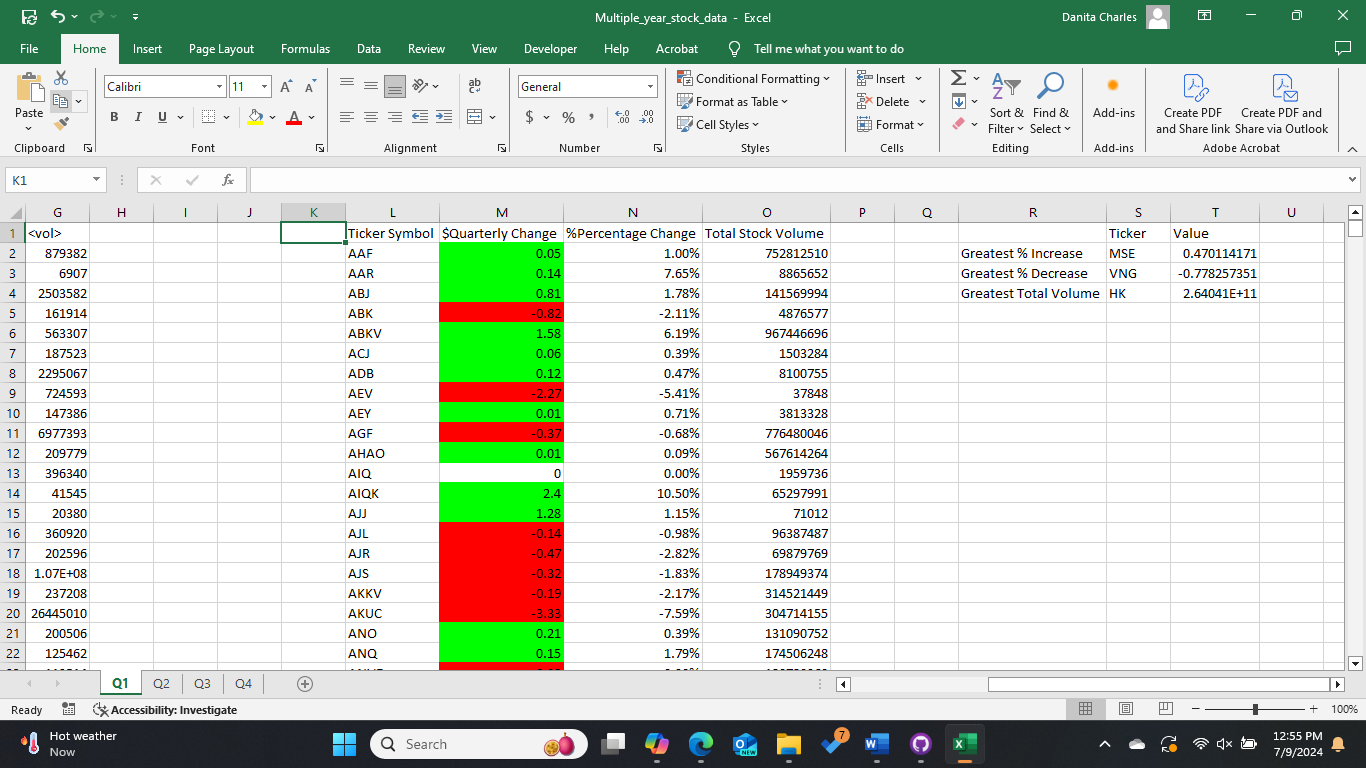 Multiple_year_stock_data - Excel
Danita Charles
File Home Insert Page Layout Formulas Data Review View Developer Help Acrobat Tell me what you want to do
Paste
Clipboard
Calibri 11
B I U
Font
Alignment
General
$ %
Number
Conditional Formatting
Format as Table
Cell Styles
Styles
Insert
Delete
Format
Cells
Sort & Filter
Find & Select
Editing
Add-ins
Add-ins
Create PDF and Share link
Create PDF and Share via Outlook
Adobe Acrobat
K1 fx
G H I J K L M N O P Q R S T U
1 <vol> Ticker Symbol $Quarterly Change %Percentage Change Total Stock Volume Ticker Value
2 879382 AAF 0.05 1.00% 752812510 Greatest % Increase MSE 0.470114171
3 6907 AAR 0.14 7.65% 8865652 Greatest % Decrease VNG -0.778257351
4 2503582 ABJ 0.81 1.78% 141569994 Greatest Total Volume HK 2.64041E+11
5 161914 ABK -0.82 -2.11% 4876577
6 563307 ABKV 1.58 6.19% 967446696
7 187523 ACJ 0.06 0.39% 1503284
8 2295067 ADB 0.12 0.47% 8100755
9 724593 AEV -2.27 -5.41% 37848
10 147386 AEY 0.01 0.71% 3813328
11 6977393 AGF -0.37 -0.68% 776480046
12 209779 AHAO 0.01 0.09% 567614264
13 396340 AIQ 0 0.00% 1959736
14 41545 AIQK 2.4 10.50% 65297991
15 20380 AJJ 1.28 1.15% 71012
16 360920 AJL -0.14 -0.98% 96387487
17 202596 AJR -0.47 -2.82% 69879769
18 1.07E+08 AJS -0.32 -1.83% 178949374
19 237208 AKKV -0.19 -2.17% 314521449
20 26445010 AKUC -3.33 -7.59% 304714155
21 200506 ANO 0.21 0.39% 131090752
22 125462 ANQ 0.15 1.79% 174506248
Q1 Q2 Q3 Q4
Ready Accessibility: Investigate 100%
Hot weather
Now
Search
NEW
7
12:55 PM
7/9/2024